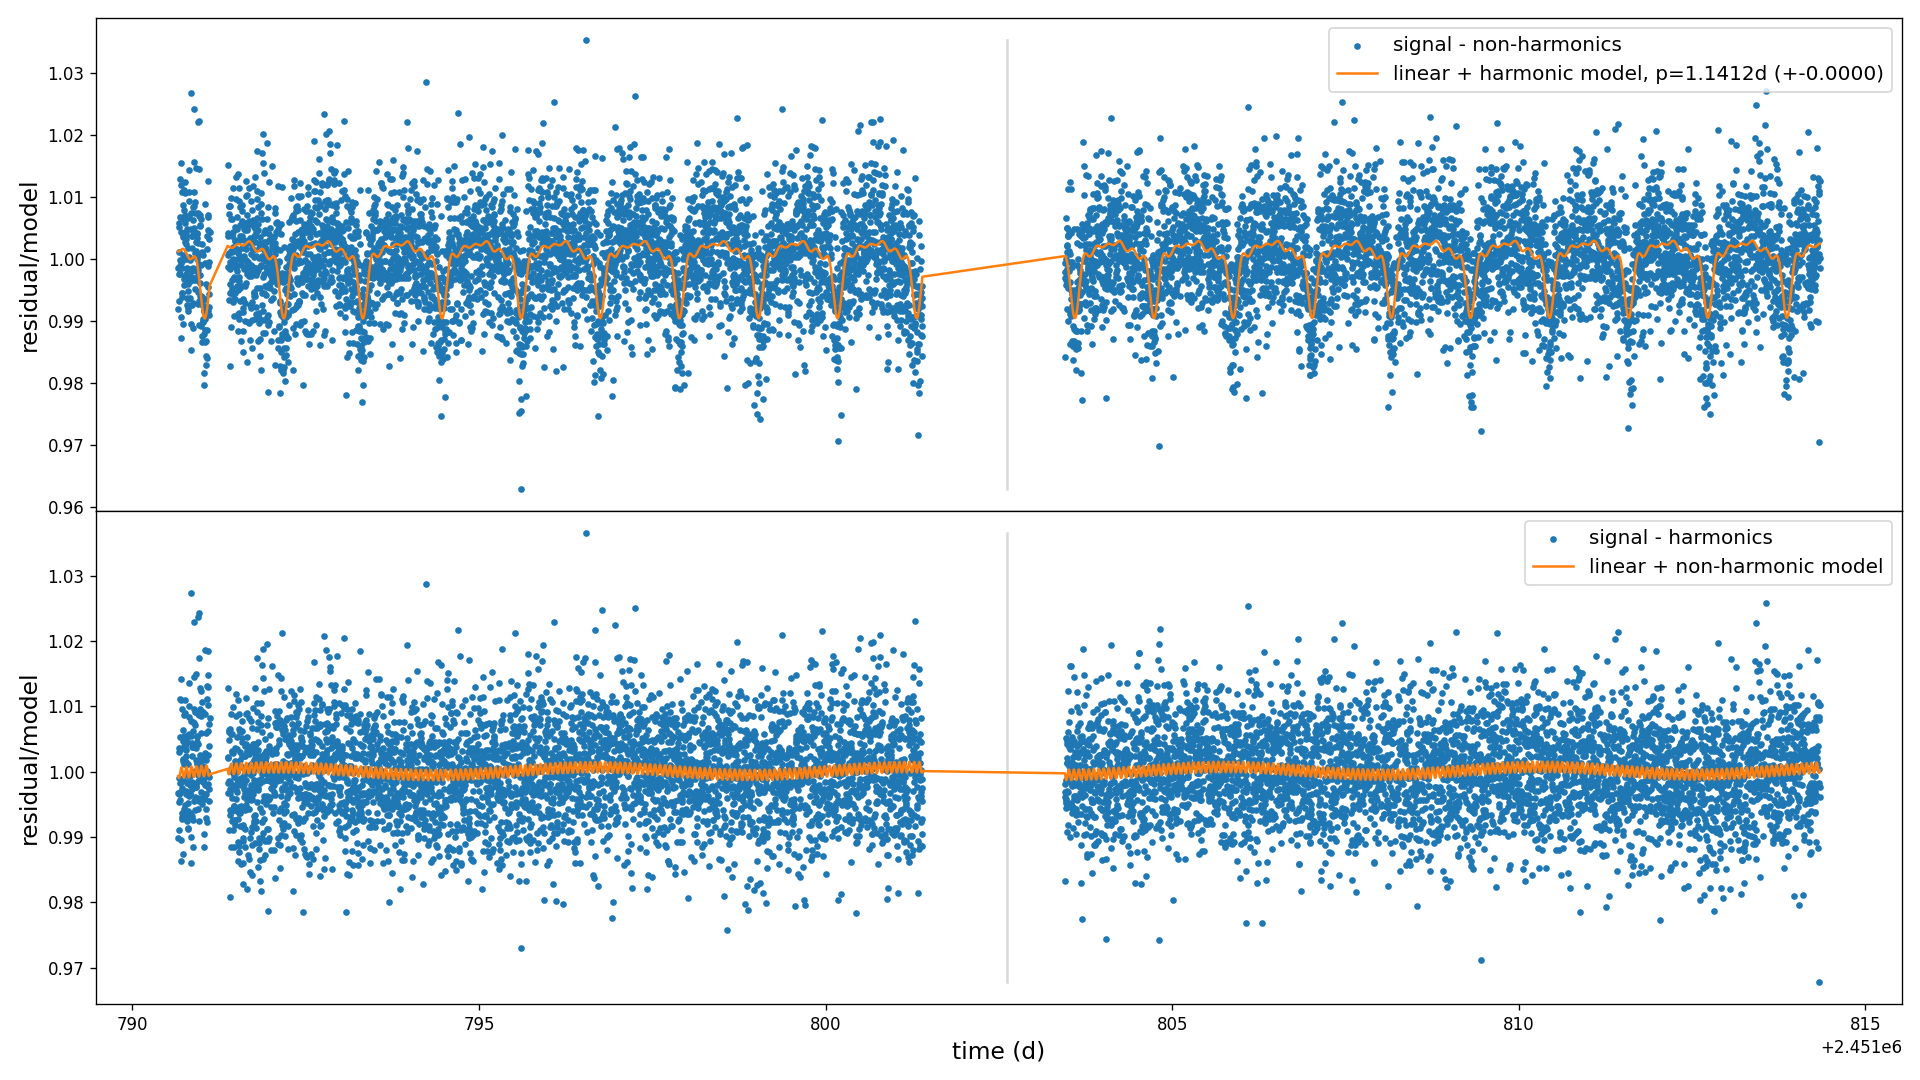 signal - non-harmonics
linear + harmonic model, p=1.1412d (+-0.0000)
residual/model
1.03
1.02
1.01
1.00
0.99
0.98
0.97
0.96
signal - harmonics
linear + non-harmonic model
residual/model
1.03
1.02
1.01
1.00
0.99
0.98
0.97
790 795 800 805 810 815
+2.451e6
time (d)